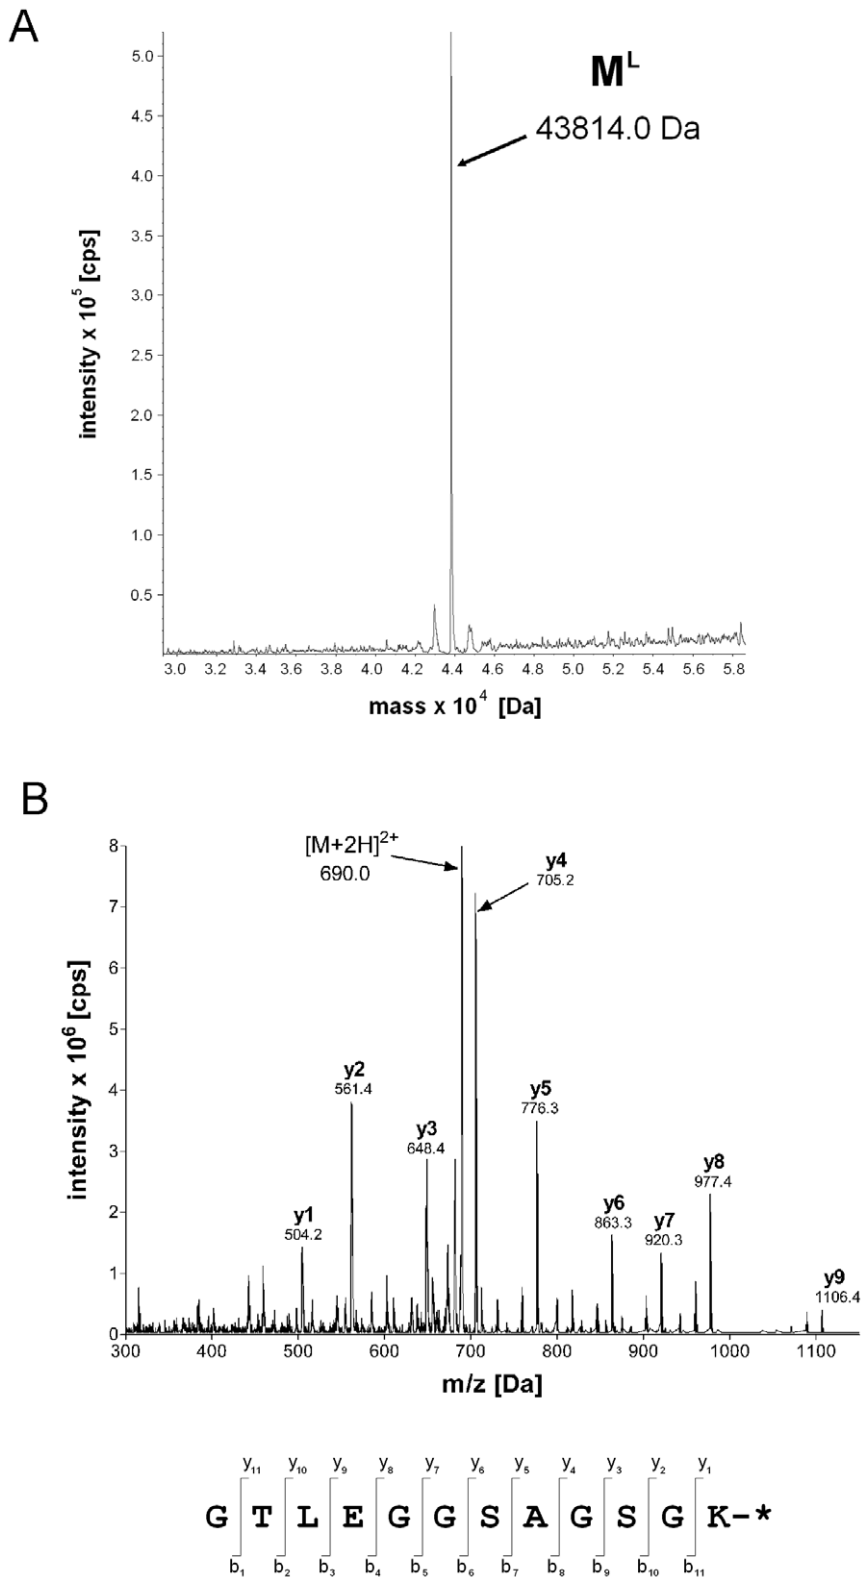 A
M^L
43814.0 Da
5.0
4.5
4.0
3.5
3.0
2.5
2.0
1.5
1.0
0.5
intensity x 10^5 [cps]
3.0 3.2 3.4 3.6 3.8 4.0 4.2 4.4 4.6 4.8 5.0 5.2 5.4 5.6 5.8
mass x 10^4 [Da]
B
[M+2H]^2+
690.0
y4
705.2
y2
561.4
y5
776.3
y3
648.4
y8
977.4
y1
504.2
y6
863.3
y7
920.3
y9
1106.4
8
7
6
5
4
3
2
1
0
intensity x 10^6 [cps]
300 400 500 600 700 800 900 1000 1100
m/z [Da]
y11 y10 y9 y8 y7 y6 y5 y4 y3 y2 y1
G T L E G G S A G S G K-*
b1 b2 b3 b4 b5 b6 b7 b8 b9 b10 b11